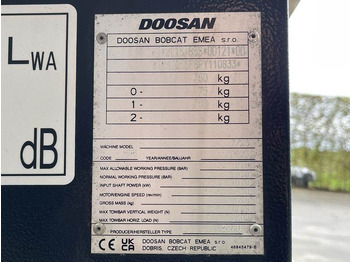 LWA
dB
DOOSAN
DOOSAN BOBCAT EMEA s.r.o.
kg
0- kg
1- kg
2- kg
MACHINE MODEL
CODE YEAR/ANNEE/BAUJAHR
MAX ALLOWABLE WORKING PRESSURE (BAR)
NORMAL WORKING PRESSURE (BAR)
INPUT SHAFT POWER (kW)
MOTOR/ENGINE SPEED (rev/min)
GROSS MASS (kg)
MAX TOWBAR VERTICAL WEIGHT (N)
MAX TOWBAR HORIZ. LOAD (N)
PRODUCER/HERSTELLER TYPE
CE UK CA DOOSAN BOBCAT EMEA s.r.o.
DOBRIS, CZECH REPUBLIC